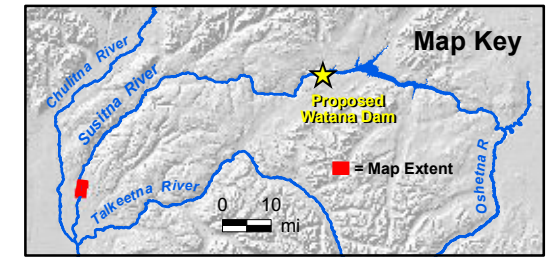 Map Key
Chulitna River
Susitna River
Proposed
Watana Dam
Talkeetna River
Oshetna R
= Map Extent
0 10
mi